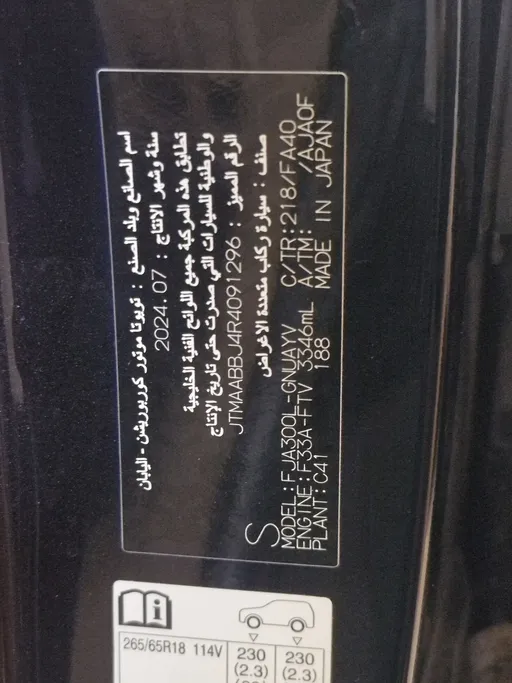 اسم الصانع وبلد الصنع : تويوتا موتور كوربوريشن - اليابان
سنة وشهر الإنتاج : 2024.07
تطابق هذه المركبة جميع اللوائح الفنية الخليجية
والوطنية للسيارات التي صدرت حتى تاريخ الإنتاج
الرقم المميز : JTMAABBJ4R4091296
صنف : سيارة ركاب متعددة الاغراض
S
MODEL:FJA300L-GNUAYV C/TR:218/FA40
ENGINE:F33A-FTV 3346mL A/TM: /AJA0F
PLANT:C41 188 MADE IN JAPAN
265/65R18 114V 230 230
(2.3) (2.3)